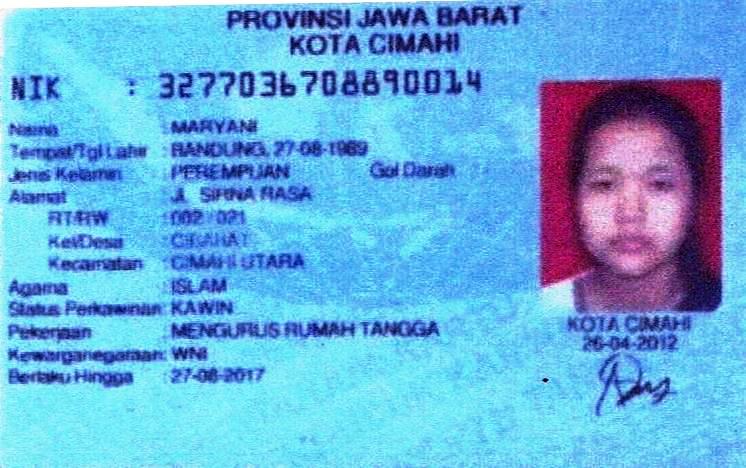 PROVINSI JAWA BARAT
KOTA CIMAHI
NIK : 3277036708890014
Nama : MARYANI
Tempat/Tgl Lahir : BANDUNG, 27-08-1989
Jenis Kelamin : PEREMPUAN Gol Darah
Alamat : JL. SIRNA RASA
RT/RW : 002 / 021
Kel/Desa :
Kecamatan : CIMAHI UTARA
Agama : ISLAM
Status Perkawinan: KAWIN
Pekerjaan : MENGURUS RUMAH TANGGA
Kewarganegaraan: WNI
Berlaku Hingga : 27-08-2017
KOTA CIMAHI
26-04-2012